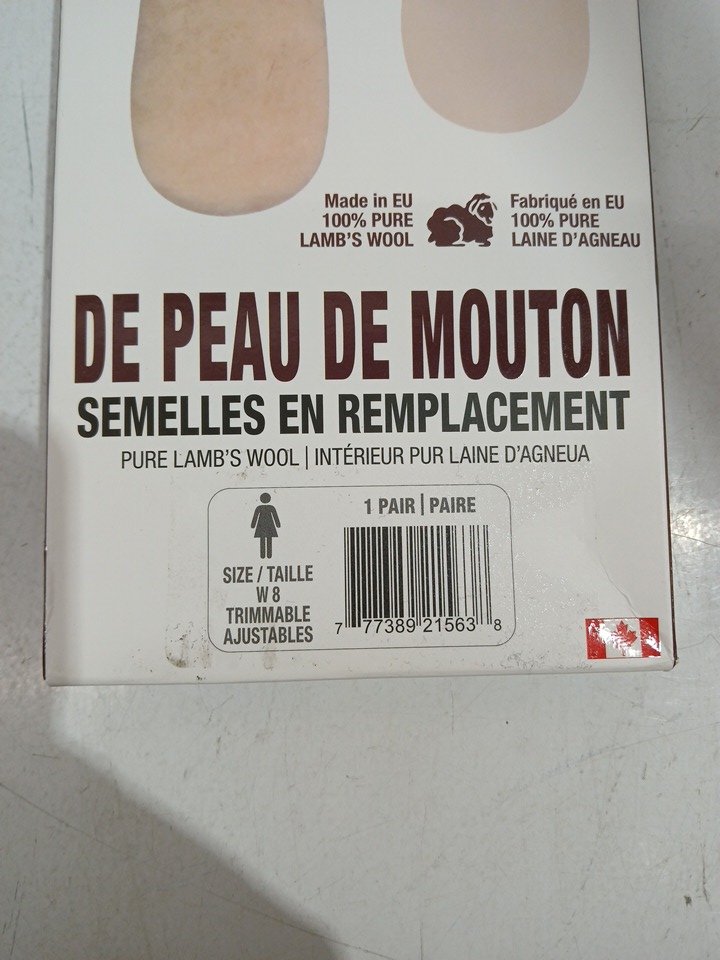 Made in EU
100% PURE
LAMB'S WOOL
Fabriqué en EU
100% PURE
LAINE D'AGNEAU
DE PEAU DE MOUTON
SEMELLES EN REMPLACEMENT
PURE LAMB'S WOOL | INTÉRIEUR PUR LAINE D'AGNEUA
1 PAIR | PAIRE
SIZE / TAILLE
W 8
TRIMMABLE
AJUSTABLES
7 77389 21563 8